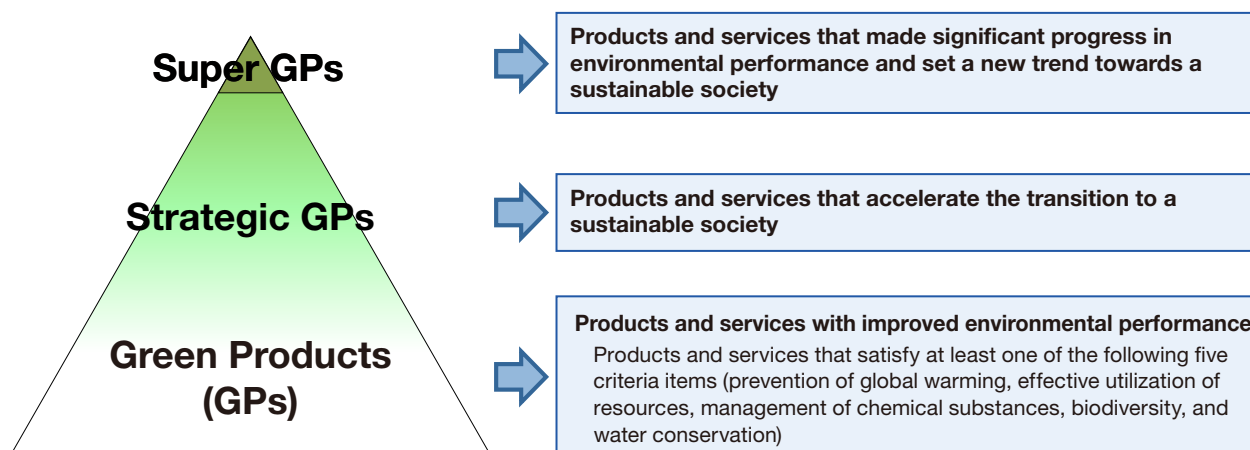 Super GPs
Products and services that made significant progress in
environmental performance and set a new trend towards a
sustainable society
Strategic GPs
Products and services that accelerate the transition to a
sustainable society
Green Products
(GPs)
Products and services with improved environmental performance
Products and services that satisfy at least one of the following five
criteria items (prevention of global warming, effective utilization of
resources, management of chemical substances, biodiversity, and
water conservation)